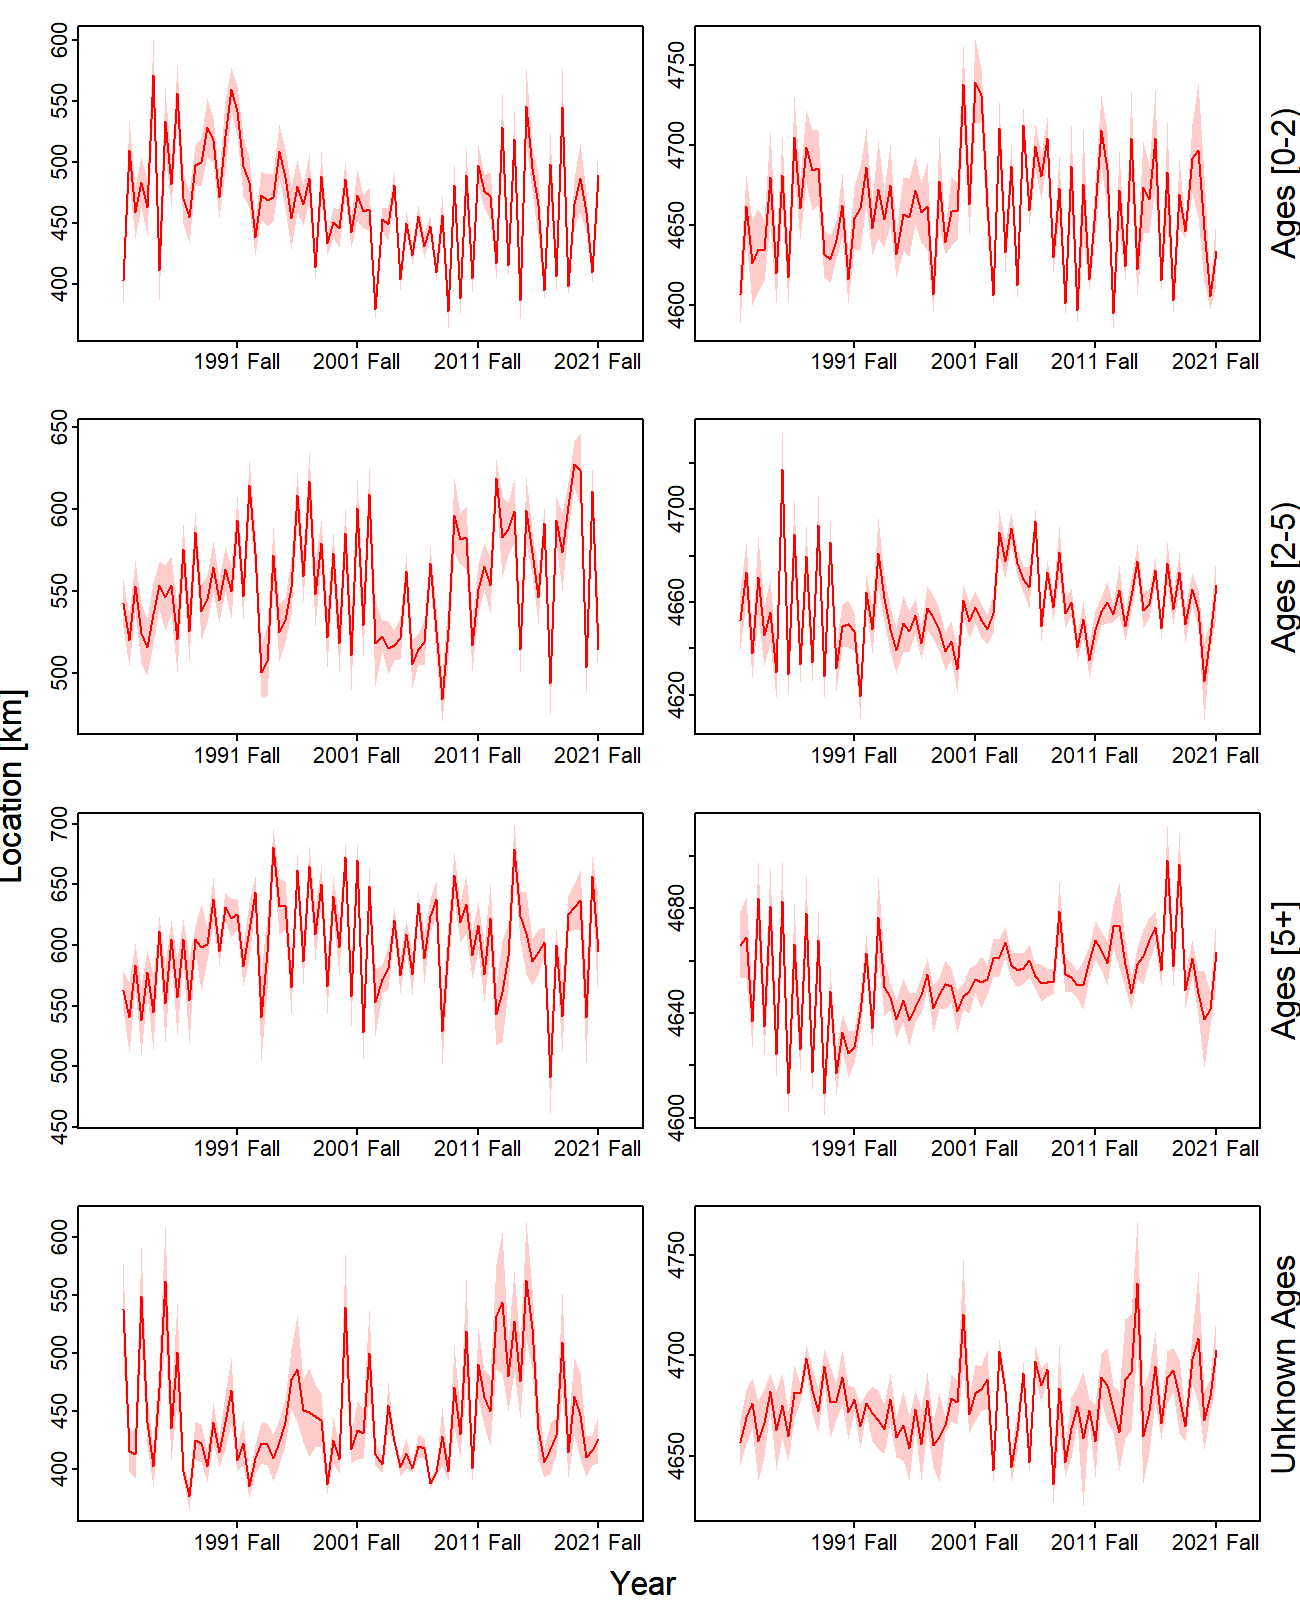 600
550
500
450
400
1991 Fall
2001 Fall
2011 Fall
2021 Fall
4750
4700
4650
4600
1991 Fall
2001 Fall
2011 Fall
2021 Fall
Ages [0-2)
650
600
550
500
1991 Fall
2001 Fall
2011 Fall
2021 Fall
4700
4660
4620
1991 Fall
2001 Fall
2011 Fall
2021 Fall
Ages [2-5)
Location [km]
700
650
600
550
500
450
1991 Fall
2001 Fall
2011 Fall
2021 Fall
4680
4640
4600
1991 Fall
2001 Fall
2011 Fall
2021 Fall
Ages [5+]
600
550
500
450
400
1991 Fall
2001 Fall
2011 Fall
2021 Fall
4750
4700
4650
1991 Fall
2001 Fall
2011 Fall
2021 Fall
Unknown Ages
Year